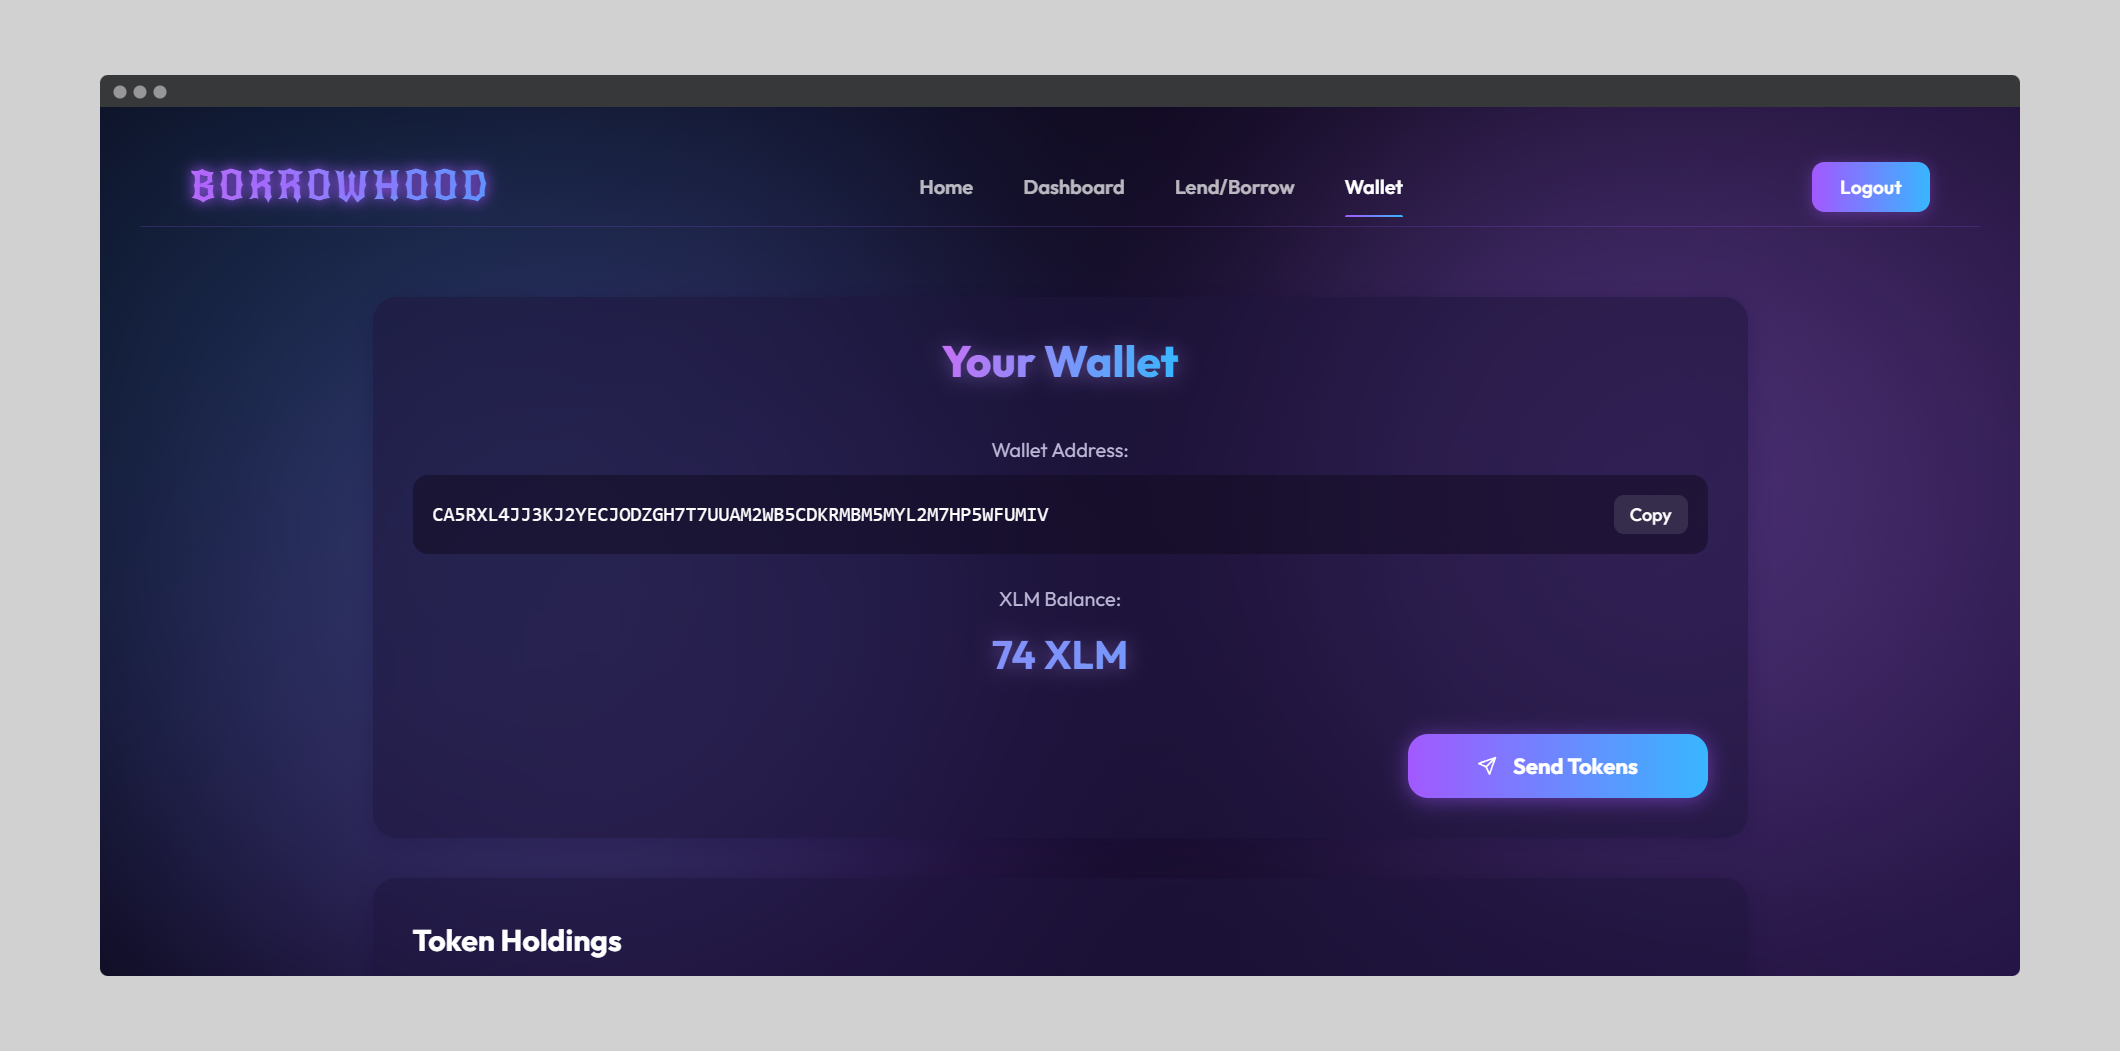 BORROWHOOD
Home Dashboard Lend/Borrow Wallet
Logout
Your Wallet
Wallet Address:
CA5RXL4JJ3KJ2YECJODZGH7T7UUAM2WB5CDKRMBM5MYL2M7HP5WFUMIV
Copy
XLM Balance:
74 XLM
Send Tokens
Token Holdings